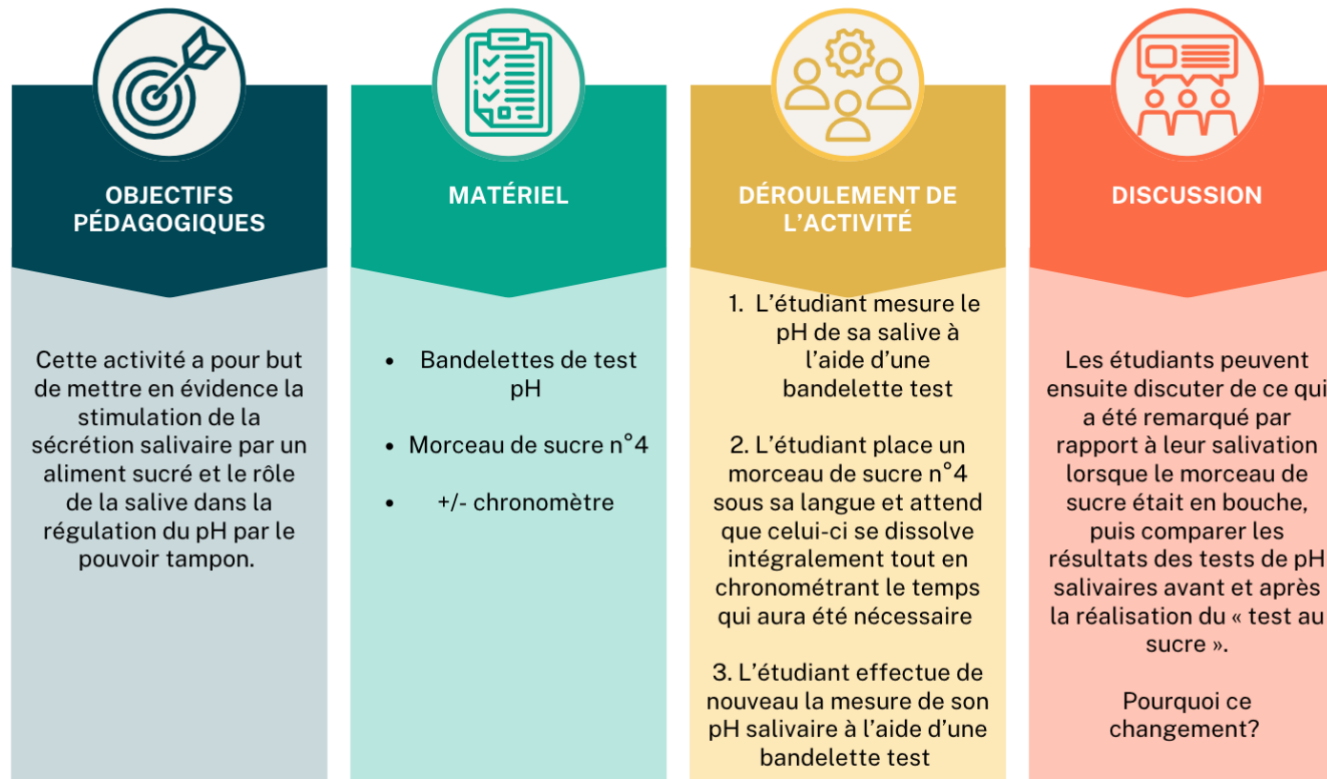 OBJECTIFS
PÉDAGOGIQUES
Cette activité a pour but
de mettre en évidence la
stimulation de la
sécrétion salivaire par un
aliment sucré et le rôle
de la salive dans la
régulation du pH par le
pouvoir tampon.
MATÉRIEL
• Bandelettes de test
pH
• Morceau de sucre n°4
• +/- chronomètre
DÉROULEMENT DE
L’ACTIVITÉ
1. L’étudiant mesure le
pH de sa salive à
l’aide d’une
bandelette test
2. L’étudiant place un
morceau de sucre n°4
sous sa langue et attend
que celui-ci se dissolve
intégralement tout en
chronométrant le temps
qui aura été nécessaire
3. L’étudiant effectue de
nouveau la mesure de son
pH salivaire à l’aide d’une
bandelette test
DISCUSSION
Les étudiants peuvent
ensuite discuter de ce qui
a été remarqué par
rapport à leur salivation
lorsque le morceau de
sucre était en bouche,
puis comparer les
résultats des tests de pH
salivaires avant et après
la réalisation du « test au
sucre ».
Pourquoi ce
changement?